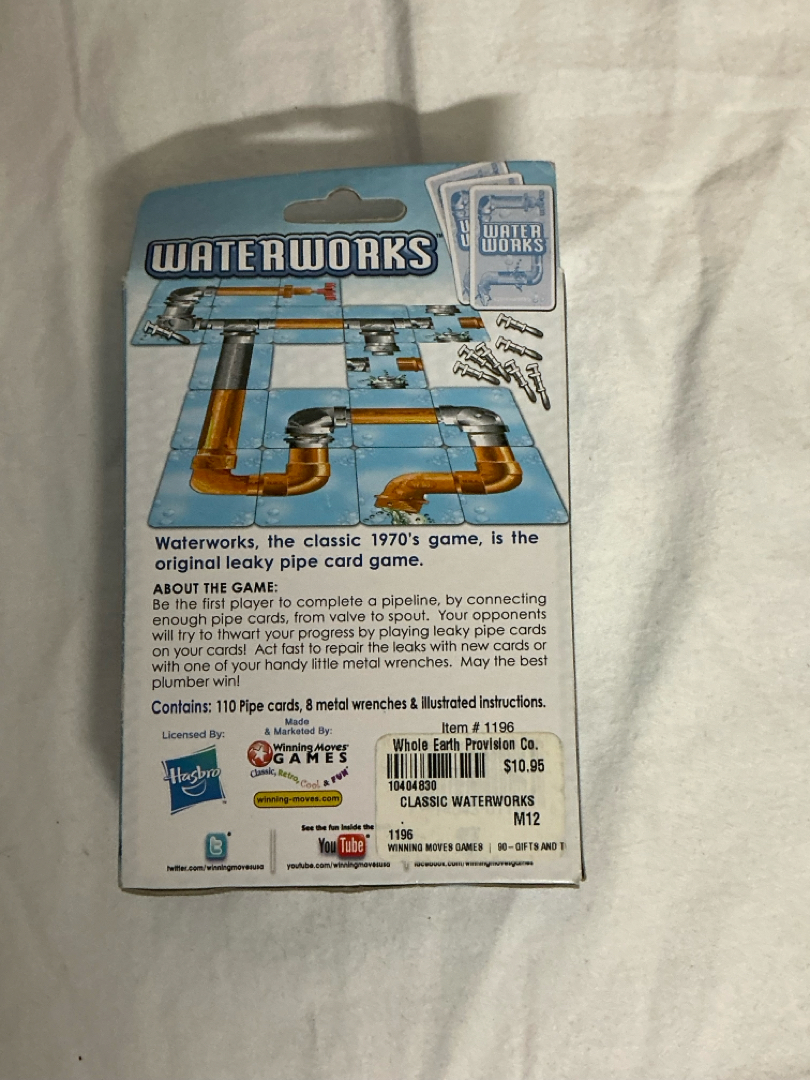 WATER
WORKS
WATERWORKS™
Waterworks, the classic 1970's game, is the
original leaky pipe card game.
ABOUT THE GAME:
Be the first player to complete a pipeline, by connecting
enough pipe cards, from valve to spout. Your opponents
will try to thwart your progress by playing leaky pipe cards
on your cards! Act fast to repair the leaks with new cards or
with one of your handy little metal wrenches. May the best
plumber win!
Contains: 110 Pipe cards, 8 metal wrenches & illustrated instructions.
Licensed By:
Hasbro
Made
& Marketed By:
Winning Moves
GAMES
Classic, Retro, Cool & FUN
winning-moves.com
Item # 1196
Whole Earth Provision Co.
$10.95
10404830
CLASSIC WATERWORKS
M12
1196
WINNING MOVES GAMES | 90-GIFTS AND T
twitter.com/winningmovesusa
See the fun inside the
YouTube
youtube.com/winningmovesusa
facebook.com/winningmovesgames